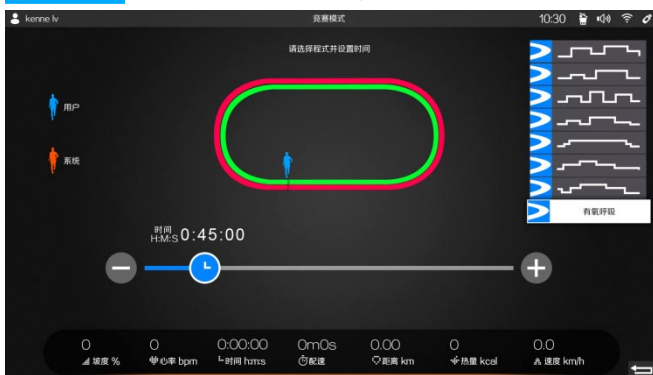 kenne lv
竞赛模式
10:30
请选择程式并设置时间
用户
系统
有氧呼吸
时间
H:M:S 0:45:00
0 0 0:00:00 0m0s 0.00 0 0.0
坡度 % 心率 bpm 时间 h:m:s 配速 距离 km 热量 kcal 速度 km/h